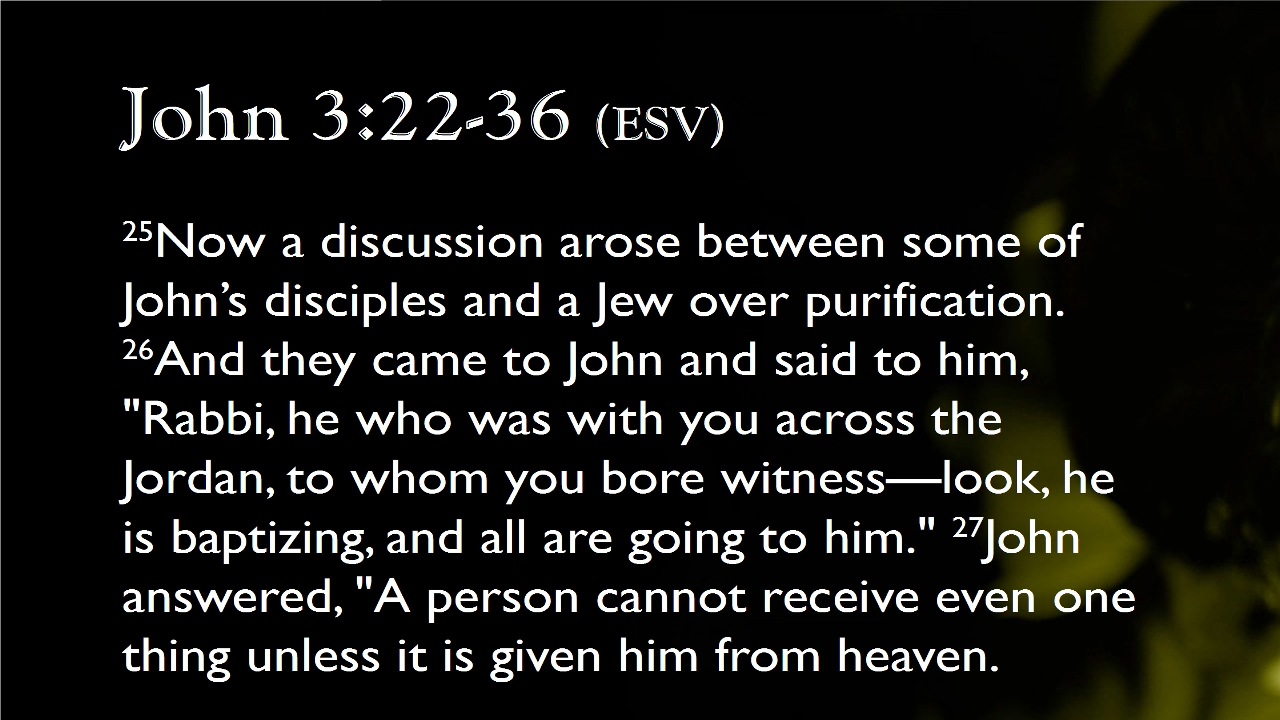 John 3:22-36 (ESV)
²⁵Now a discussion arose between some of
John’s disciples and a Jew over purification.
²⁶And they came to John and said to him,
"Rabbi, he who was with you across the
Jordan, to whom you bore witness—look, he
is baptizing, and all are going to him." ²⁷John
answered, "A person cannot receive even one
thing unless it is given him from heaven.